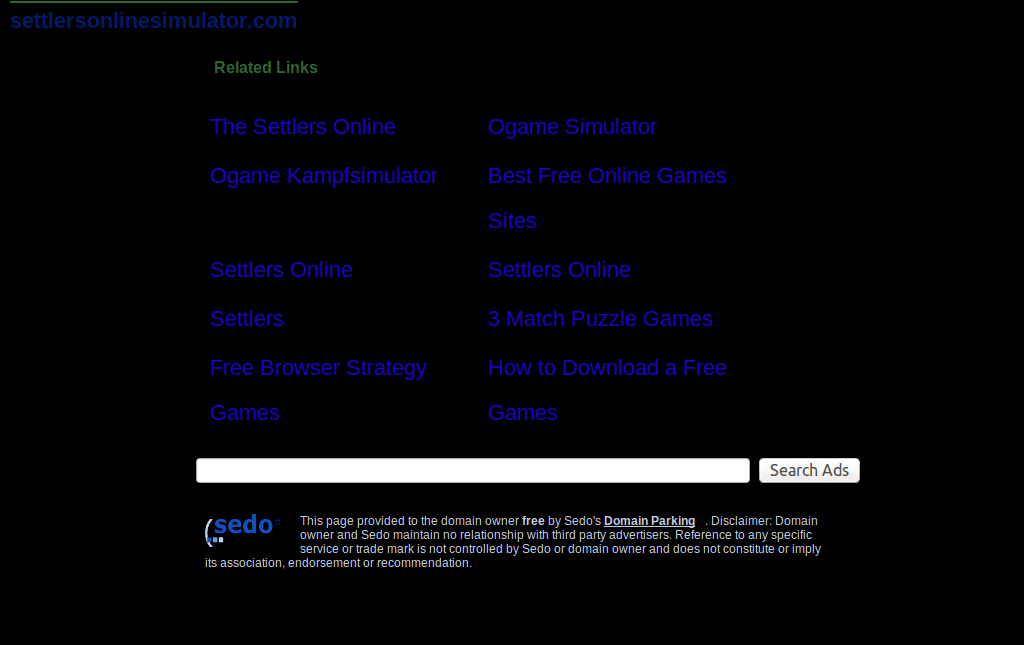 settlersonlinesimulator.com
Related Links
The Settlers Online
Ogame Simulator
Ogame Kampfsimulator
Best Free Online Games
Sites
Settlers Online
Settlers Online
Settlers
3 Match Puzzle Games
Free Browser Strategy
Games
How to Download a Free
Games
Search Ads
sedo
This page provided to the domain owner free by Sedo's Domain Parking . Disclaimer: Domain
owner and Sedo maintain no relationship with third party advertisers. Reference to any specific
service or trade mark is not controlled by Sedo or domain owner and does not constitute or imply
its association, endorsement or recommendation.